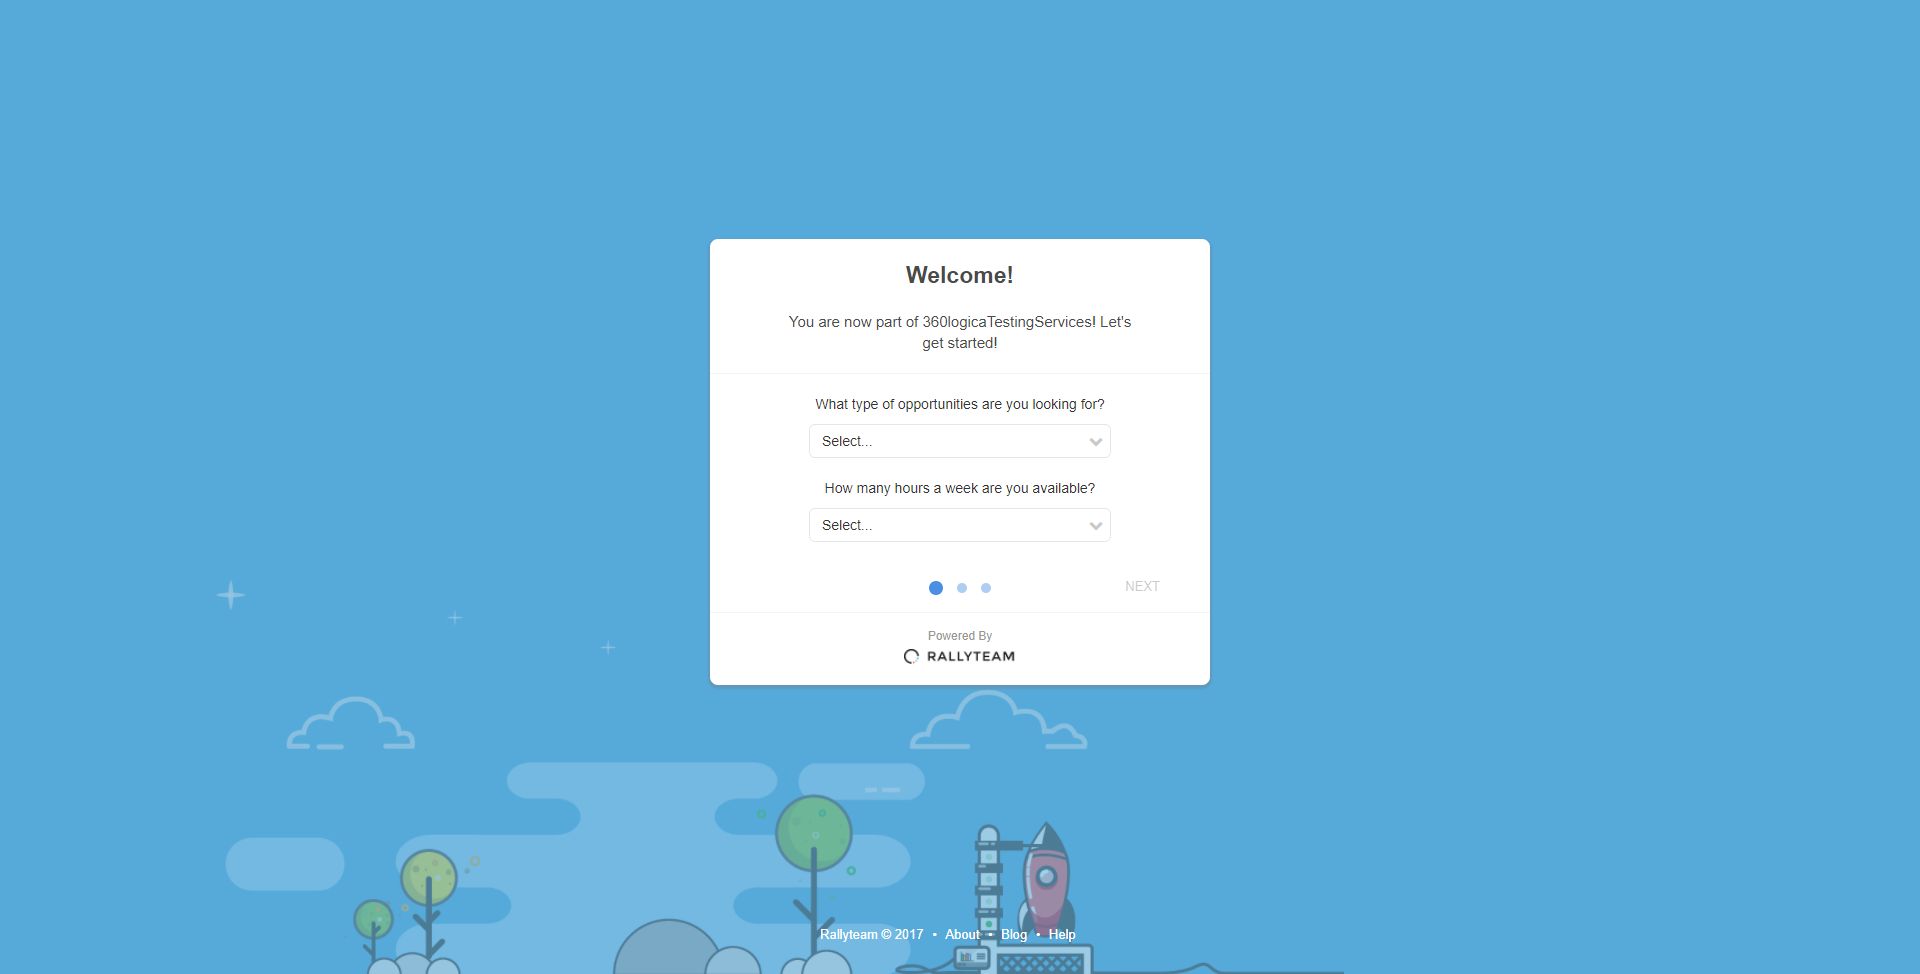 Welcome!
You are now part of 360logicaTestingServices! Let's
get started!
What type of opportunities are you looking for?
Select...
How many hours a week are you available?
Select...
NEXT
Powered By
RALLYTEAM
Rallyteam © 2017 • About • Blog • Help